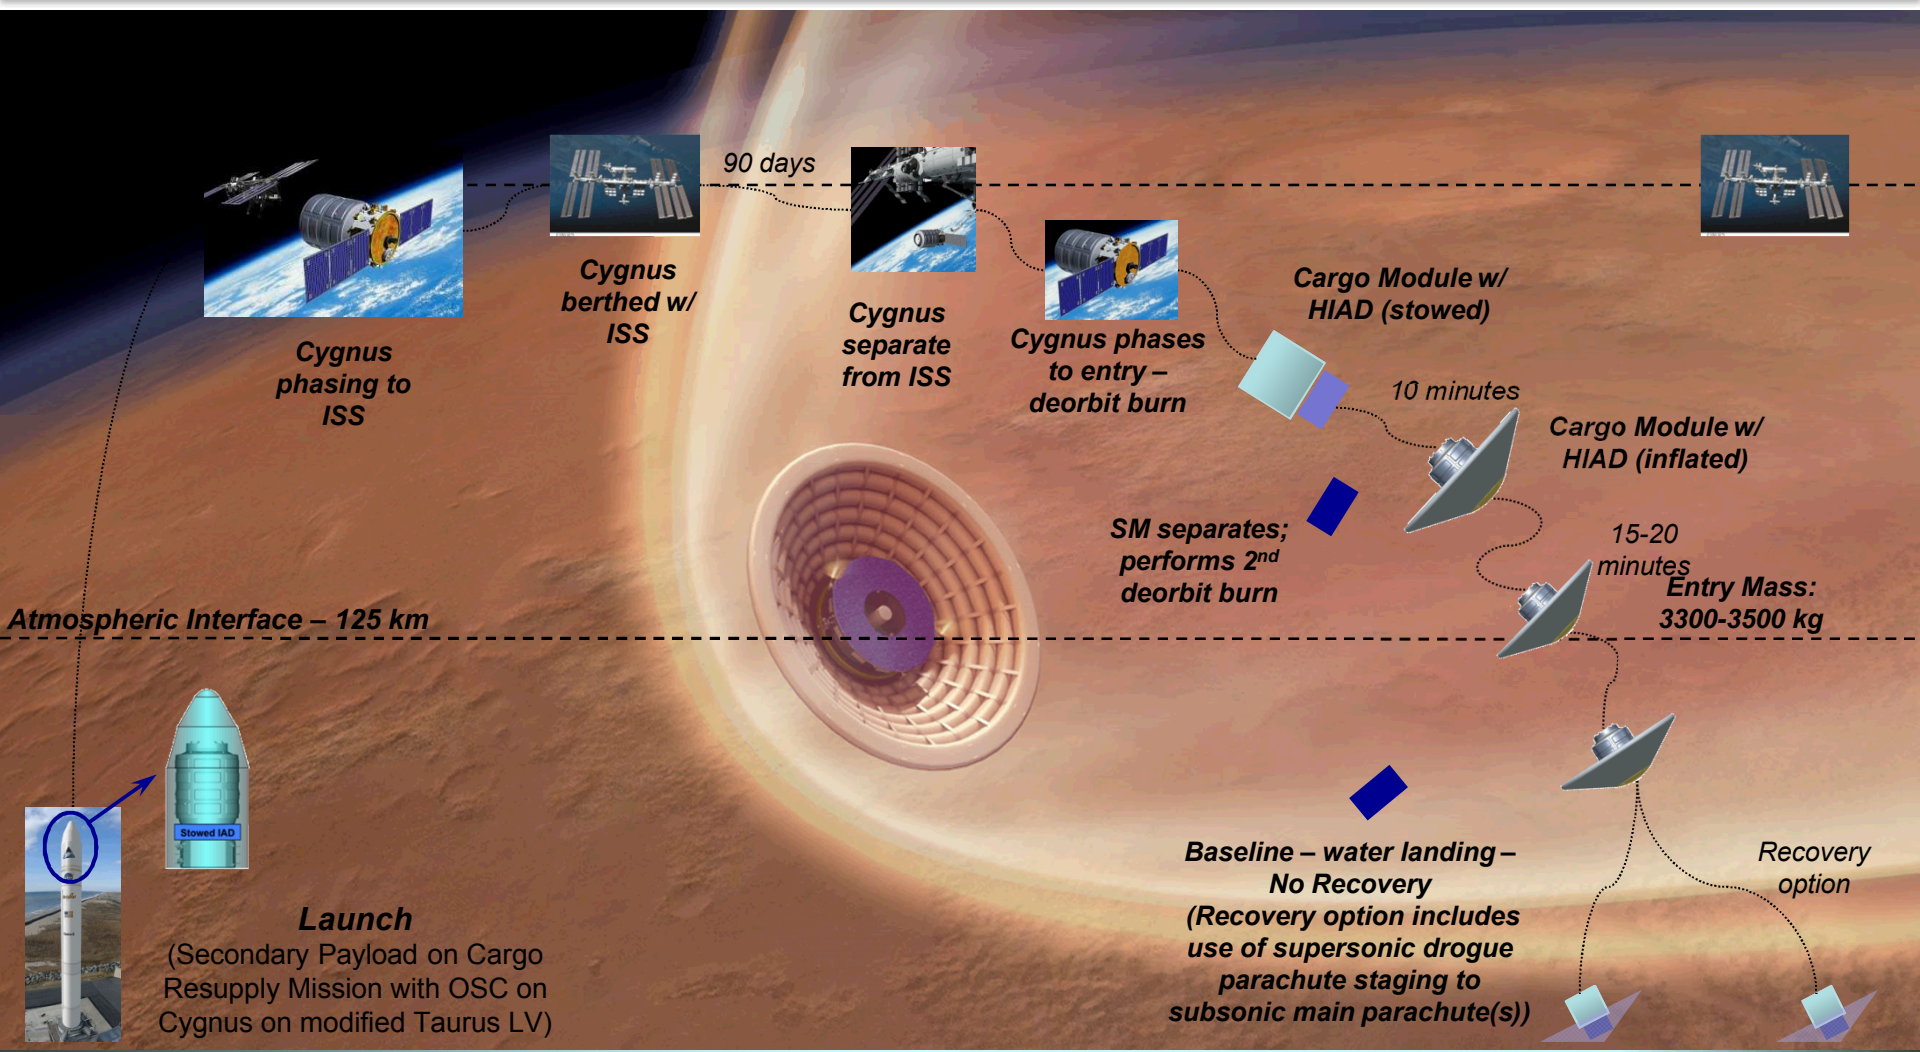 90 days
Cygnus
phasing to
ISS
Cygnus
berthed w/
ISS
Cygnus
separate
from ISS
Cygnus phases
to entry –
deorbit burn
Cargo Module w/
HIAD (stowed)
10 minutes
Cargo Module w/
HIAD (inflated)
SM separates;
performs 2nd
deorbit burn
15-20
minutes
Entry Mass:
3300-3500 kg
Atmospheric Interface – 125 km
Stowed IAD
Launch
(Secondary Payload on Cargo
Resupply Mission with OSC on
Cygnus on modified Taurus LV)
Baseline – water landing –
No Recovery
(Recovery option includes
use of supersonic drogue
parachute staging to
subsonic main parachute(s))
Recovery
option